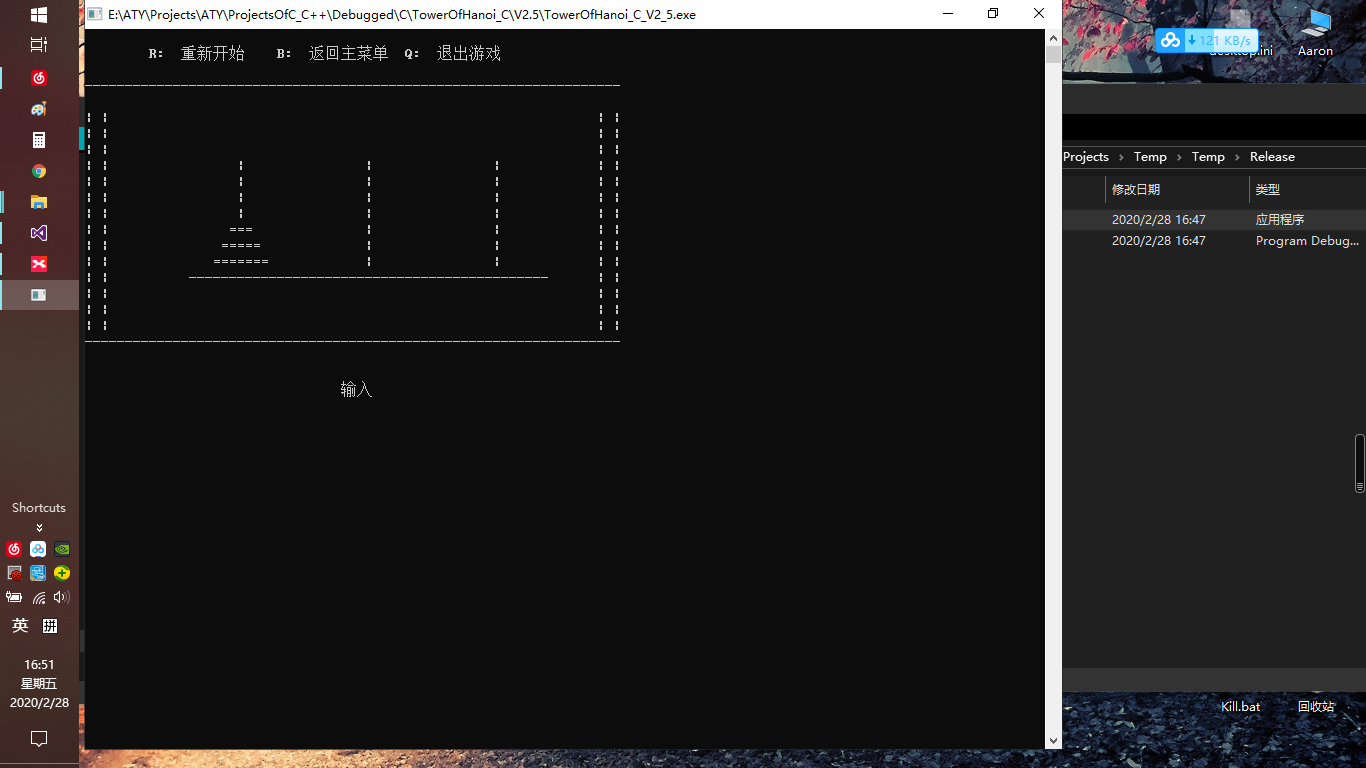 E:\ATY\Projects\ATY\ProjectsOfC_C++\Debugged\C\TowerOfHanoi_C\V2.5\TowerOfHanoi_C_V2_5.exe
R: 重新开始 B: 返回主菜单 Q: 退出游戏
输入
121 KB/s
desktop.ini
Aaron
Projects › Temp › Temp › Release
修改日期 类型
2020/2/28 16:47 应用程序
2020/2/28 16:47 Program Debug...
Kill.bat
回收站
Shortcuts
英 拼
16:51
星期五
2020/2/28